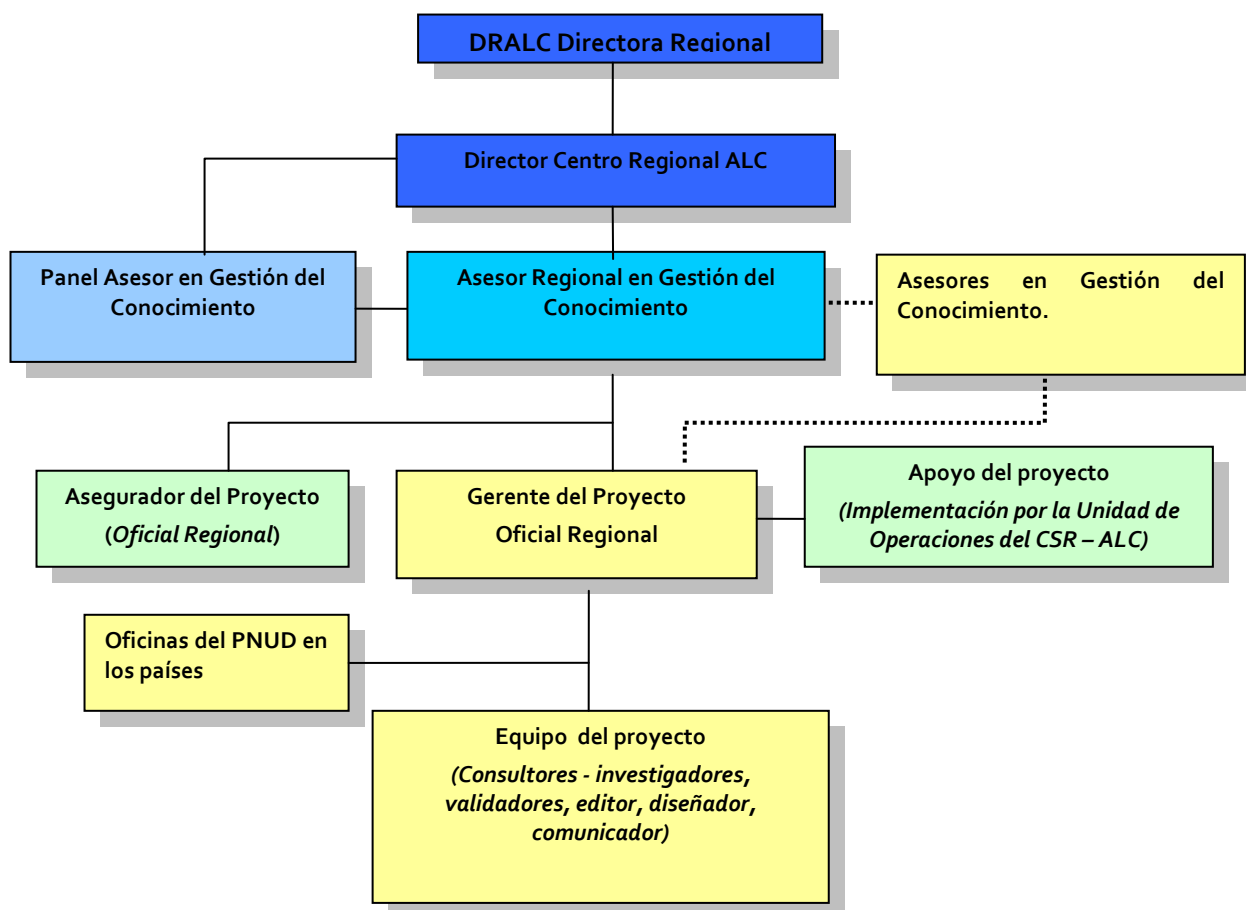 DRALC Directora Regional
Director Centro Regional ALC
Panel Asesor en Gestión del
Conocimiento
Asesor Regional en Gestión del
Conocimiento
Asesores en Gestión del
Conocimiento.
Asegurador del Proyecto
(Oficial Regional)
Gerente del Proyecto
Oficial Regional
Apoyo del proyecto
(Implementación por la Unidad de
Operaciones del CSR – ALC)
Oficinas del PNUD en
los países
Equipo del proyecto
(Consultores - investigadores,
validadores, editor, diseñador,
comunicador)